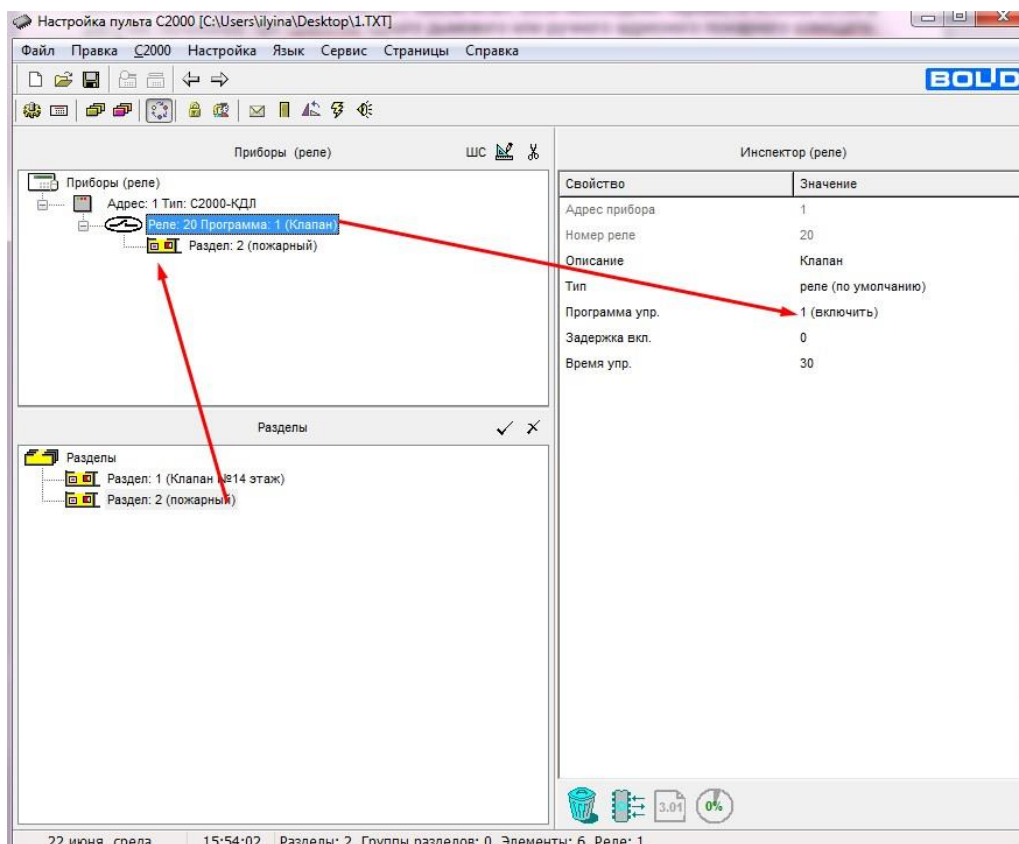 Настройка пульта С2000 [C:\Users\ilyina\Desktop\1.TXT]
Файл Правка С2000 Настройка Язык Сервис Страницы Справка
BOLID
Приборы (реле)
ШС
Инспектор (реле)
Приборы (реле)
Адрес: 1 Тип: С2000-КДЛ
Реле: 20 Программа: 1 (Клапан)
Раздел: 2 (пожарный)
Свойство Значение
Адрес прибора 1
Номер реле 20
Описание Клапан
Тип реле (по умолчанию)
Программа упр. 1 (включить)
Задержка вкл. 0
Время упр. 30
Разделы
Разделы
Раздел: 1 (Клапан №14 этаж)
Раздел: 2 (пожарный)
3.01
0%
22 июня, среда 15:54:02 Разделы: 2, Группы разделов: 0, Элементы: 6, Реле: 1